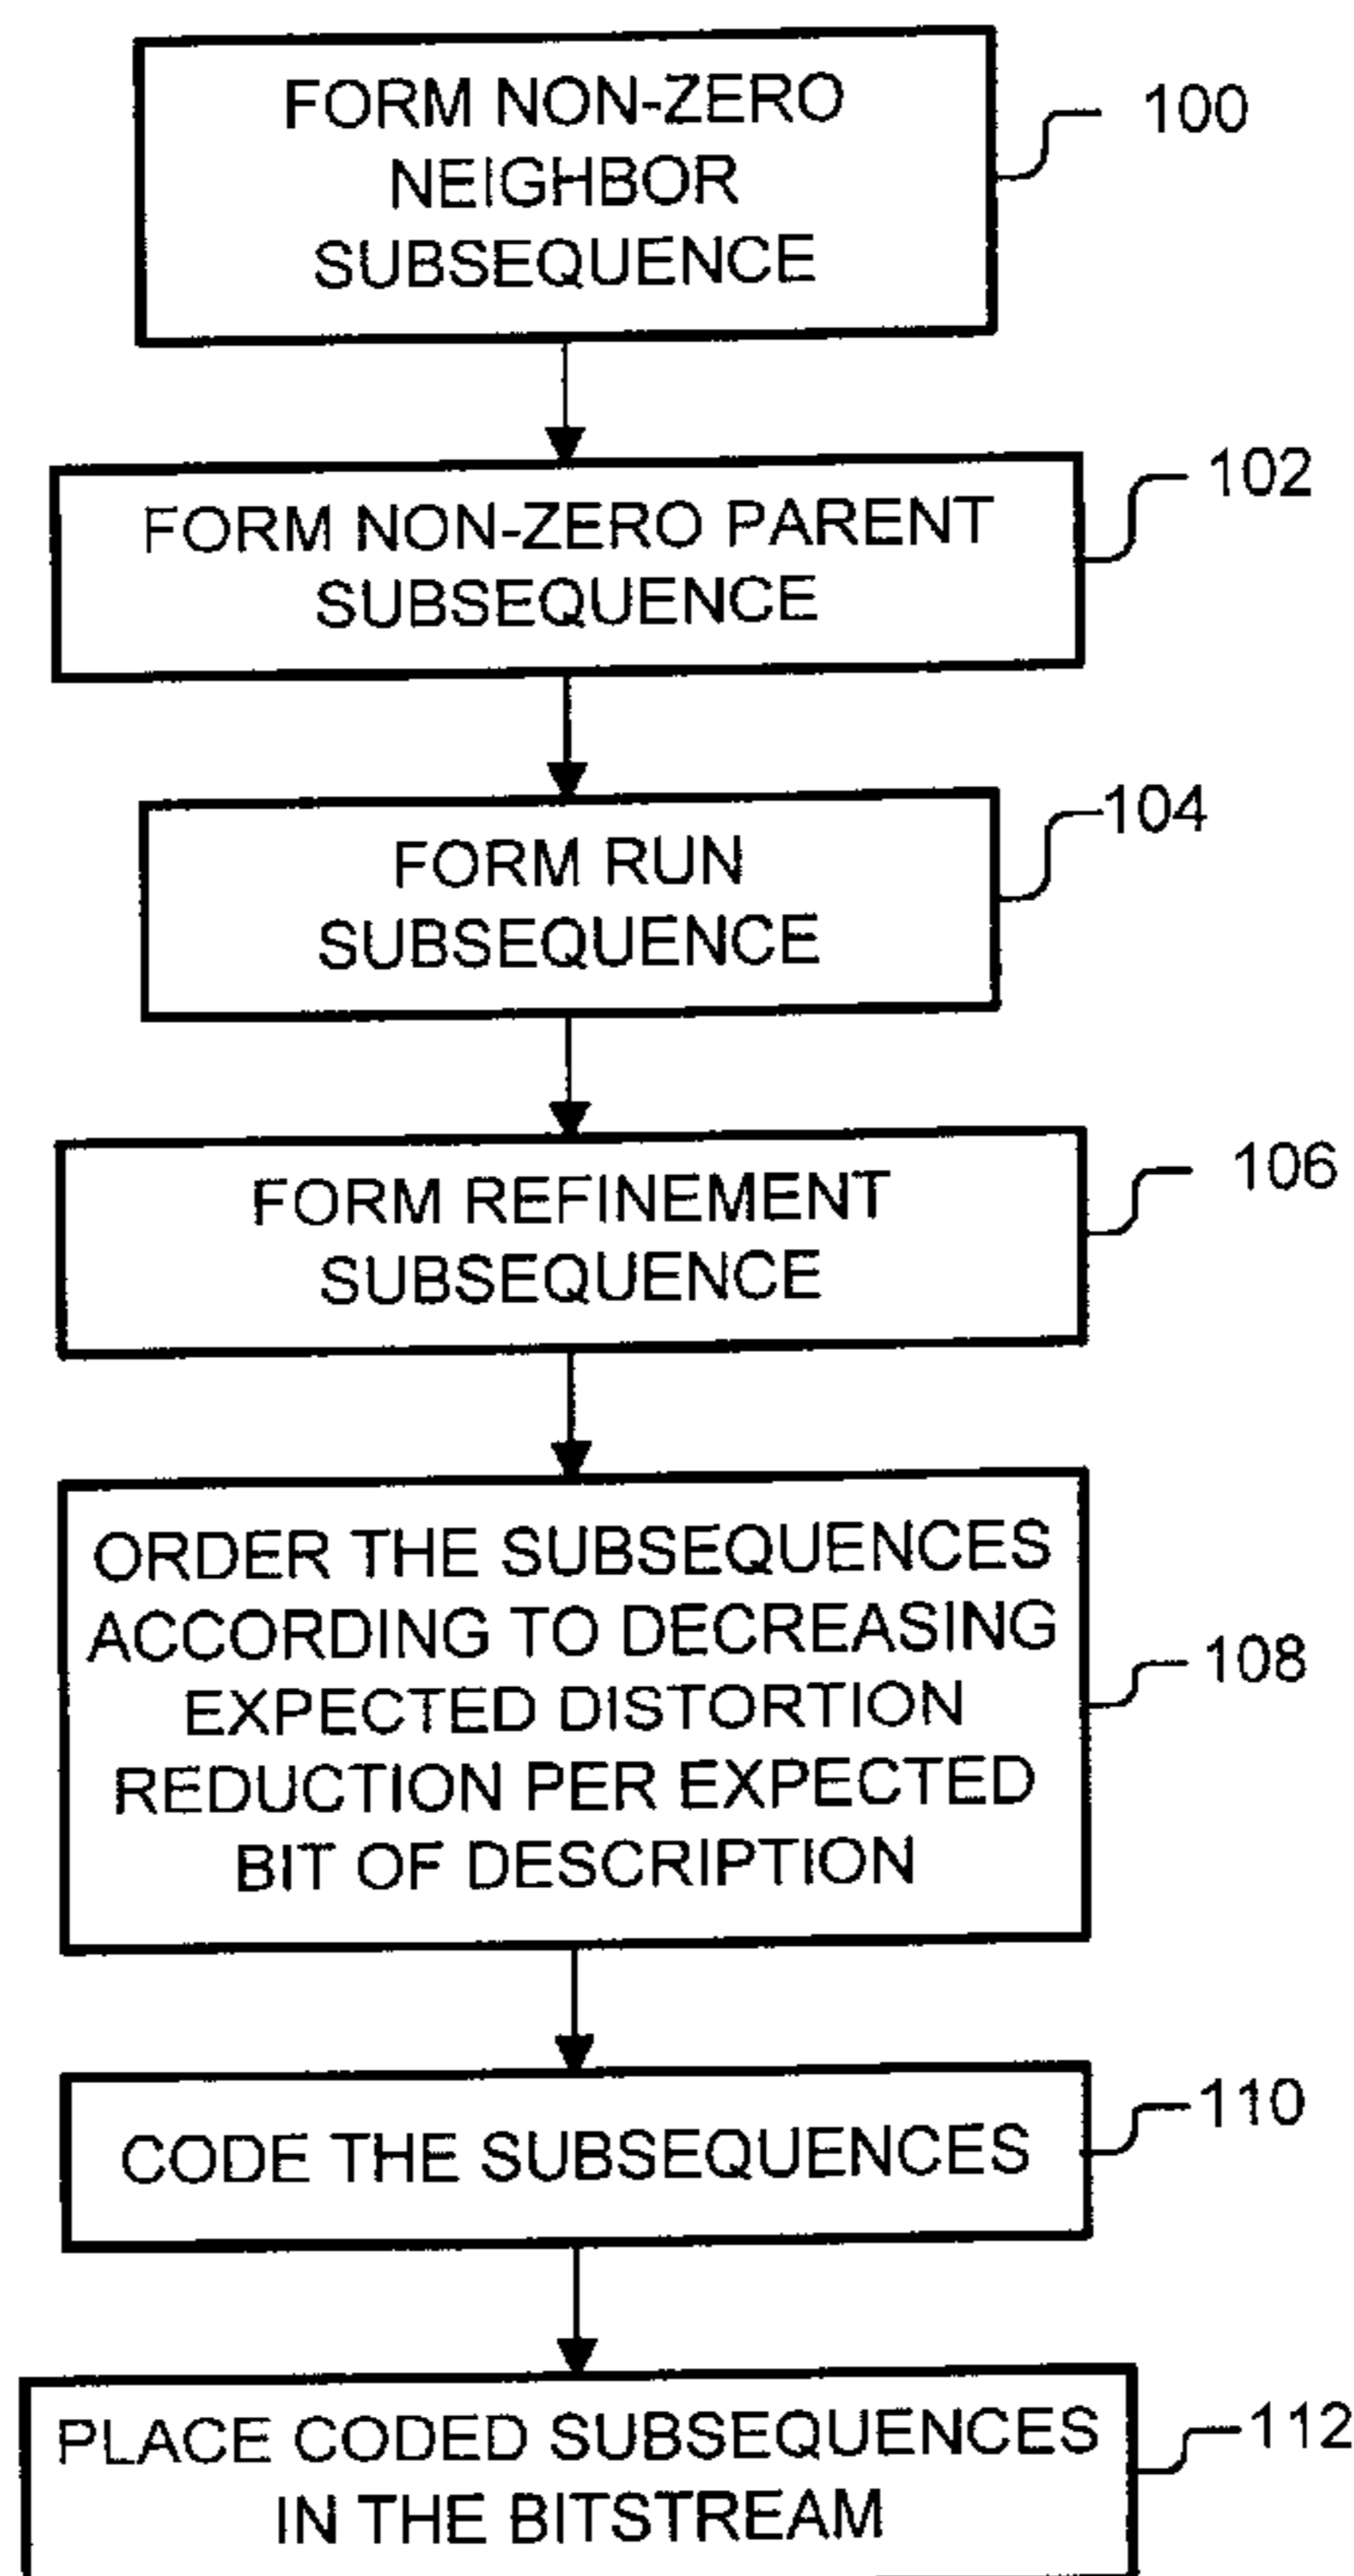 FORM NON-ZERO
NEIGHBOR
SUBSEQUENCE
100
FORM NON-ZERO PARENT
SUBSEQUENCE
102
FORM RUN
SUBSEQUENCE
104
FORM REFINEMENT
SUBSEQUENCE
106
ORDER THE SUBSEQUENCES
ACCORDING TO DECREASING
EXPECTED DISTORTION
REDUCTION PER EXPECTED
BIT OF DESCRIPTION
108
CODE THE SUBSEQUENCES
110
PLACE CODED SUBSEQUENCES
IN THE BITSTREAM
112